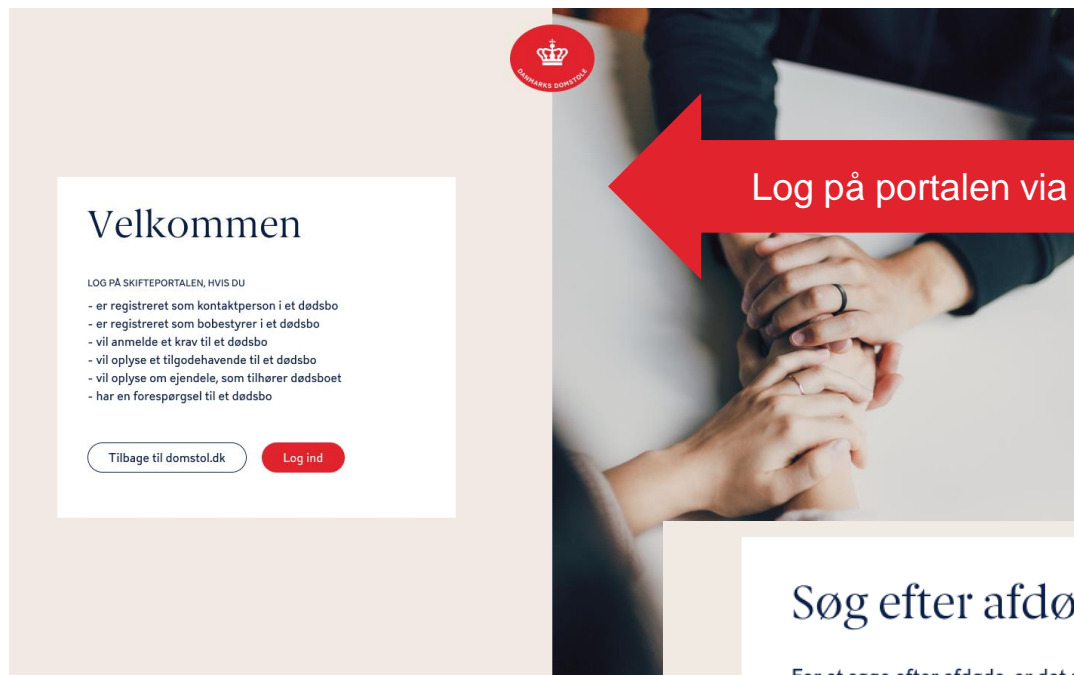 DANMARKS DOMSTOLE
Log på portalen via
Velkommen
LOG PÅ SKIFTEPORTALEN, HVIS DU
- er registreret som kontaktperson i et dødsbo
- er registreret som bobestyrer i et dødsbo
- vil anmelde et krav til et dødsbo
- vil oplyse et tilgodehavende til et dødsbo
- vil oplyse om ejendele, som tilhører dødsboet
- har en forespørgsel til et dødsbo
Tilbage til domstol.dk
Log ind
Søg efter afdø